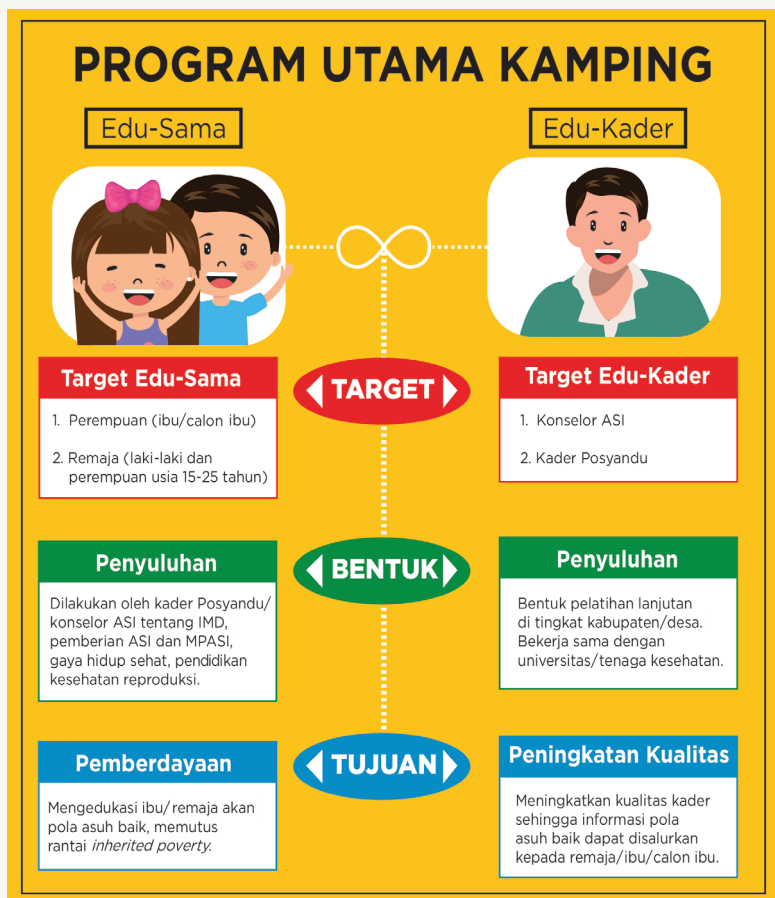 PROGRAM UTAMA KAMPING
Edu-Sama
Edu-Kader
Target Edu-Sama
1. Perempuan (ibu/calon ibu)
2. Remaja (laki-laki dan
perempuan usia 15-25 tahun)
TARGET
Target Edu-Kader
1. Konselor ASI
2. Kader Posyandu
Penyuluhan
Dilakukan oleh kader Posyandu/
konselor ASI tentang IMD,
pemberian ASI dan MPASI,
gaya hidup sehat, pendidikan
kesehatan reproduksi.
BENTUK
Penyuluhan
Bentuk pelatihan lanjutan
di tingkat kabupaten/desa.
Bekerja sama dengan
universitas/tenaga kesehatan.
Pemberdayaan
Mengedukasi ibu/remaja akan
pola asuh baik, memutus
rantai inherited poverty.
TUJUAN
Peningkatan Kualitas
Meningkatkan kualitas kader
sehingga informasi pola
asuh baik dapat disalurkan
kepada remaja/ibu/calon ibu.